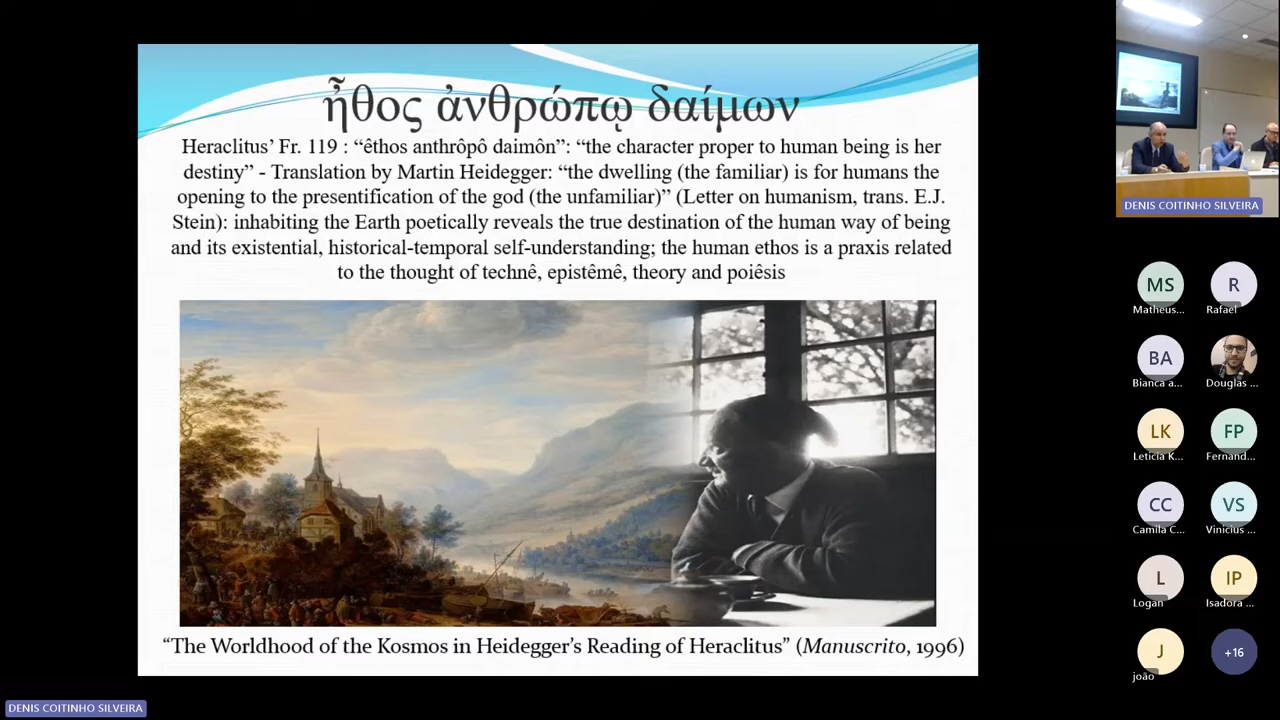 ἦθος ἀνθρώπῳ δαίμων
Heraclitus’ Fr. 119 : “êthos anthrôpô daimôn”: “the character proper to human being is her
destiny” - Translation by Martin Heidegger: “the dwelling (the familiar) is for humans the
opening to the presentification of the god (the unfamiliar)” (Letter on humanism, trans. E.J.
Stein): inhabiting the Earth poetically reveals the true destination of the human way of being
and its existential, historical-temporal self-understanding; the human ethos is a praxis related
to the thought of technê, epistêmê, theory and poiêsis
“The Worldhood of the Kosmos in Heidegger’s Reading of Heraclitus” (Manuscrito, 1996)
DENIS COITINHO SILVEIRA
MS
Matheus...
R
Rafael
BA
Bianca a...
Douglas ...
LK
Leticia K...
FP
Fernand...
CC
Camila C...
VS
Vinicius ...
L
Logan
IP
Isadora ...
J
joão
+16
DENIS COITINHO SILVEIRA